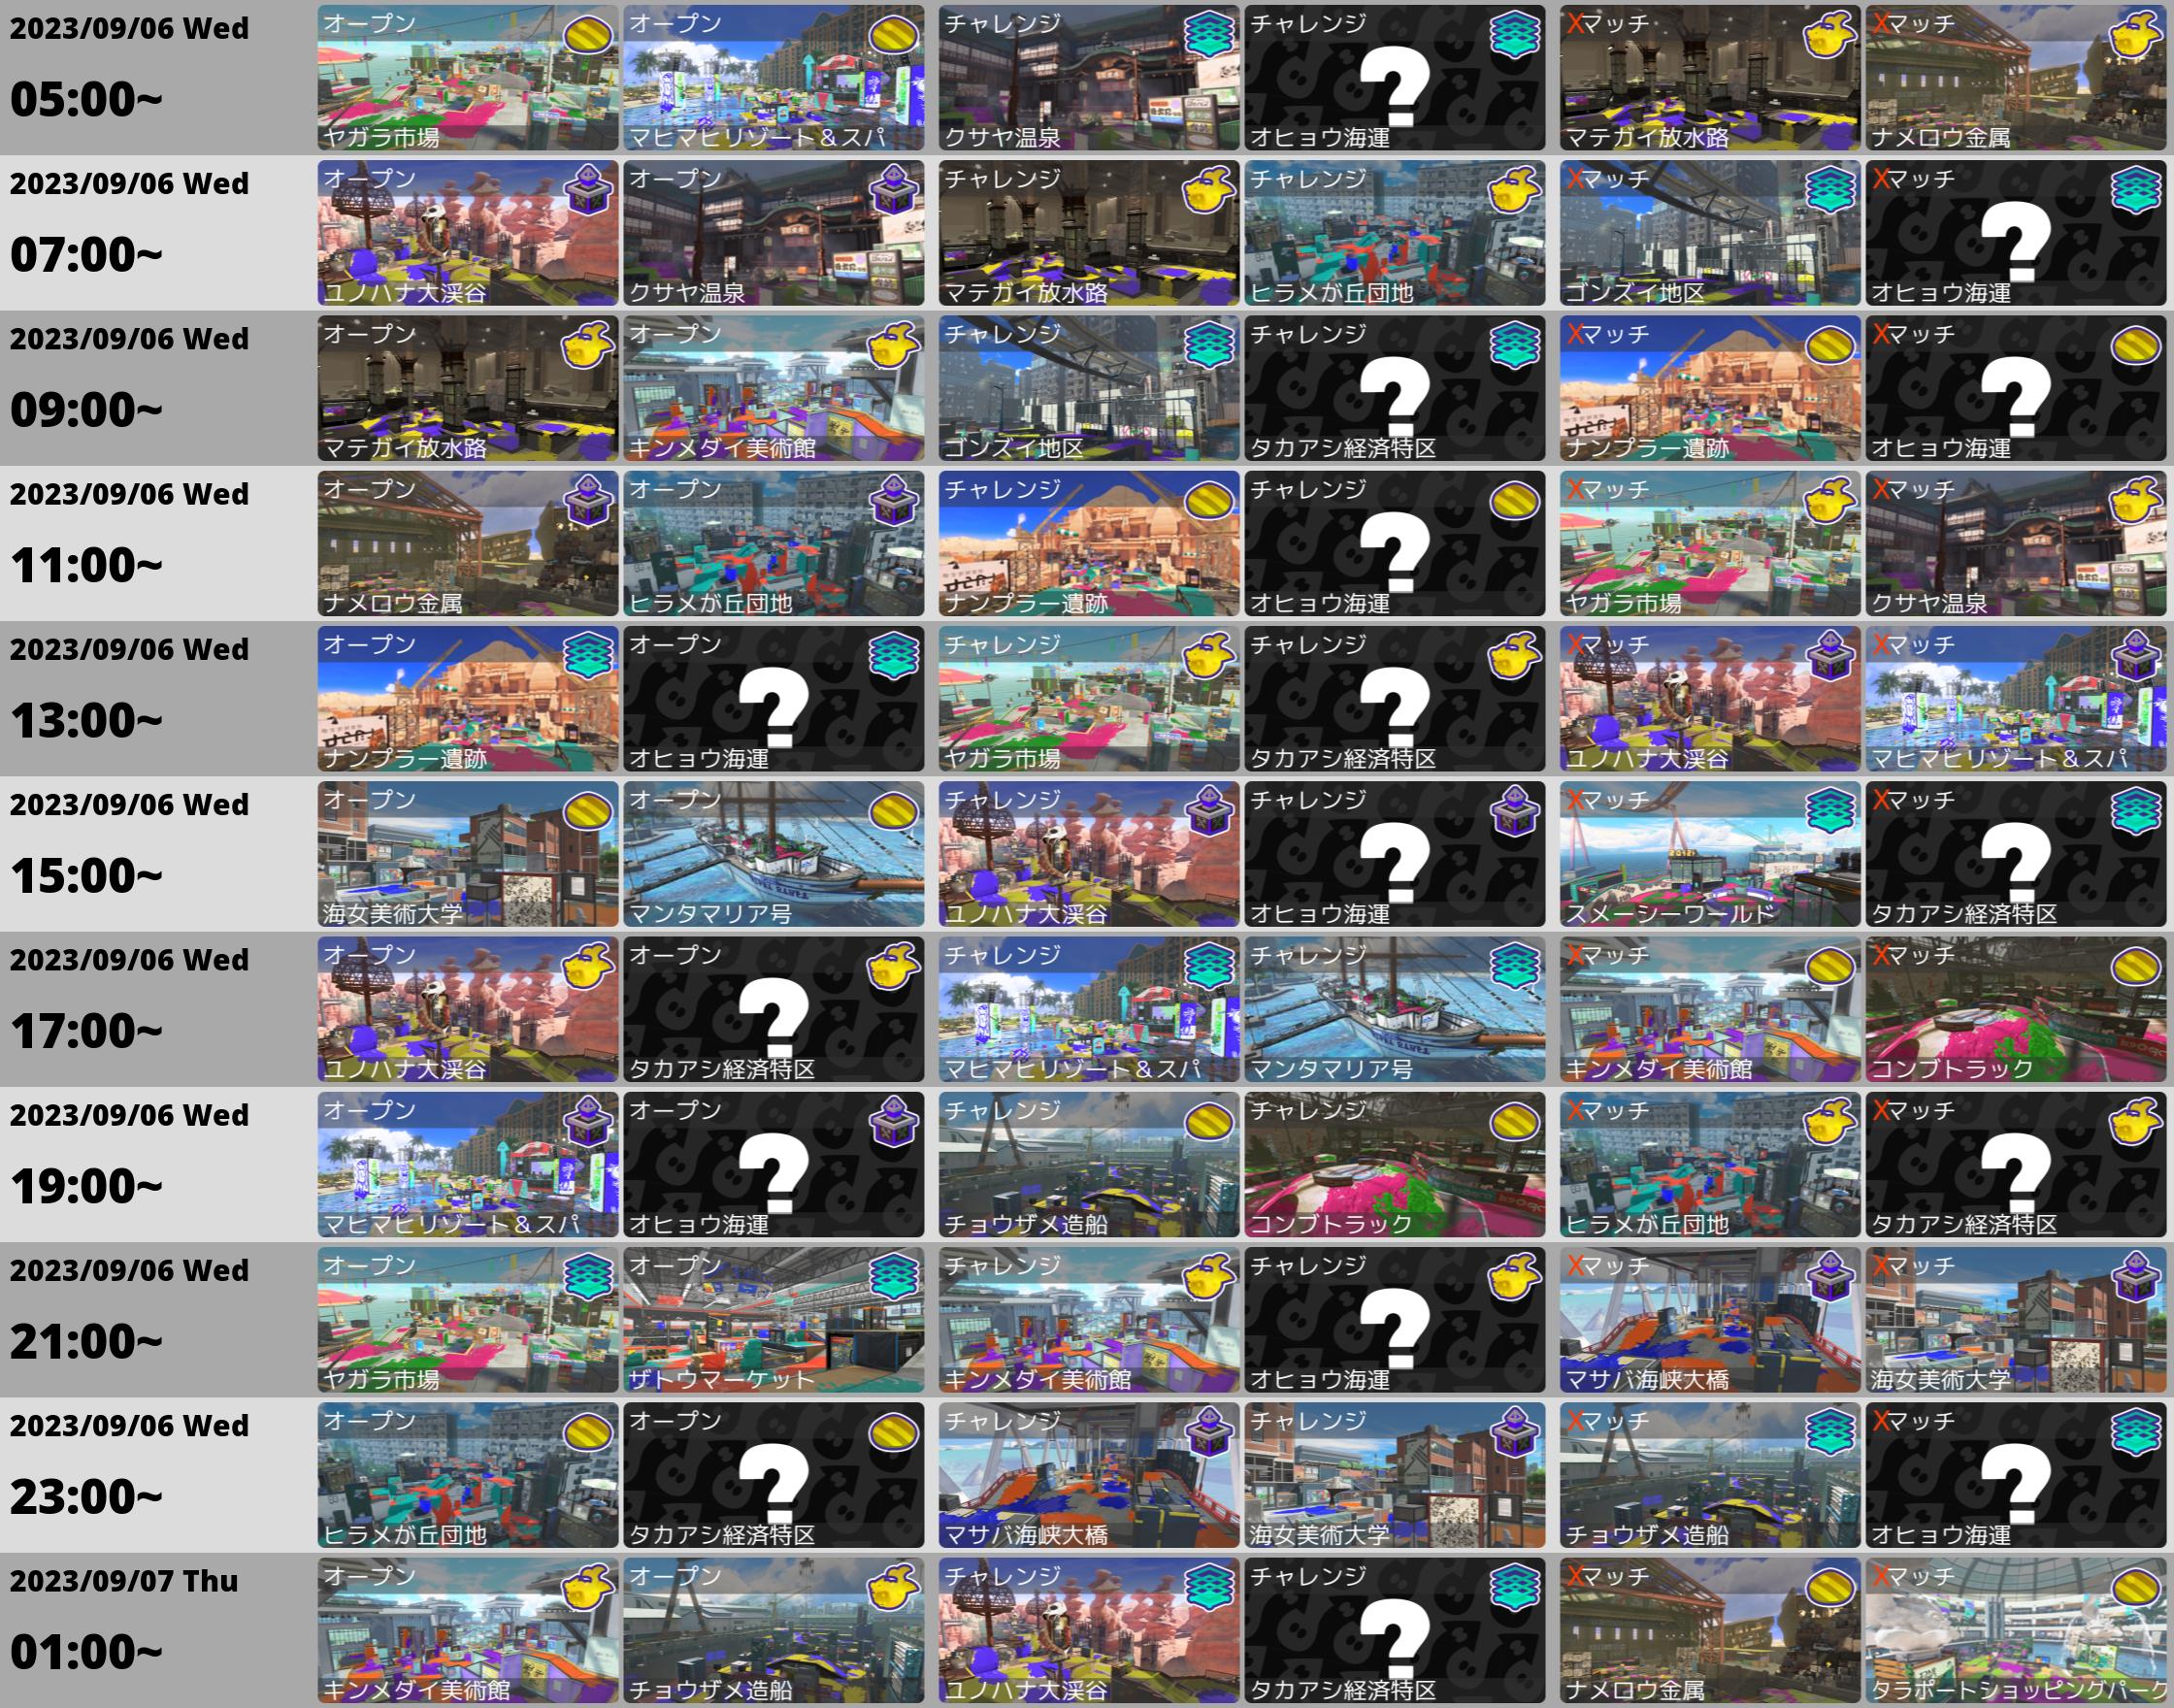 2023/09/06 Wed
05:00~
オープン
ヤガラ市場
オープン
マヒマヒリゾート＆スパ
チャレンジ
クサヤ温泉
チャレンジ
?
オヒョウ海運
Xマッチ
マテガイ放水路
Xマッチ
ナメロウ金属
2023/09/06 Wed
07:00~
オープン
ユノハナ大渓谷
オープン
クサヤ温泉
チャレンジ
マテガイ放水路
チャレンジ
ヒラメが丘団地
Xマッチ
ゴンズイ地区
Xマッチ
?
オヒョウ海運
2023/09/06 Wed
09:00~
オープン
マテガイ放水路
オープン
キンメダイ美術館
チャレンジ
ゴンズイ地区
チャレンジ
?
タカアシ経済特区
Xマッチ
ナンプラー遺跡
Xマッチ
?
オヒョウ海運
2023/09/06 Wed
11:00~
オープン
ナメロウ金属
オープン
ヒラメが丘団地
チャレンジ
ナンプラー遺跡
チャレンジ
?
オヒョウ海運
Xマッチ
ヤガラ市場
Xマッチ
クサヤ温泉
2023/09/06 Wed
13:00~
オープン
ナンプラー遺跡
オープン
?
オヒョウ海運
チャレンジ
ヤガラ市場
チャレンジ
?
タカアシ経済特区
Xマッチ
ユノハナ大渓谷
Xマッチ
マヒマヒリゾート＆スパ
2023/09/06 Wed
15:00~
オープン
海女美術大学
オープン
マンタマリア号
チャレンジ
ユノハナ大渓谷
チャレンジ
?
オヒョウ海運
Xマッチ
スメーシーワールド
Xマッチ
?
タカアシ経済特区
2023/09/06 Wed
17:00~
オープン
ユノハナ大渓谷
オープン
?
タカアシ経済特区
チャレンジ
マヒマヒリゾート＆スパ
チャレンジ
マンタマリア号
Xマッチ
キンメダイ美術館
Xマッチ
コンブトラック
2023/09/06 Wed
19:00~
オープン
マヒマヒリゾート＆スパ
オープン
?
オヒョウ海運
チャレンジ
チョウザメ造船
チャレンジ
コンブトラック
Xマッチ
ヒラメが丘団地
Xマッチ
?
タカアシ経済特区
2023/09/06 Wed
21:00~
オープン
ヤガラ市場
オープン
ザトウマーケット
チャレンジ
キンメダイ美術館
チャレンジ
?
オヒョウ海運
Xマッチ
マサバ海峡大橋
Xマッチ
海女美術大学
2023/09/06 Wed
23:00~
オープン
ヒラメが丘団地
オープン
?
タカアシ経済特区
チャレンジ
マサバ海峡大橋
チャレンジ
海女美術大学
Xマッチ
チョウザメ造船
Xマッチ
?
オヒョウ海運
2023/09/07 Thu
01:00~
オープン
キンメダイ美術館
オープン
チョウザメ造船
チャレンジ
ユノハナ大渓谷
チャレンジ
?
タカアシ経済特区
Xマッチ
ナメロウ金属
Xマッチ
タラポートショッピングパーク